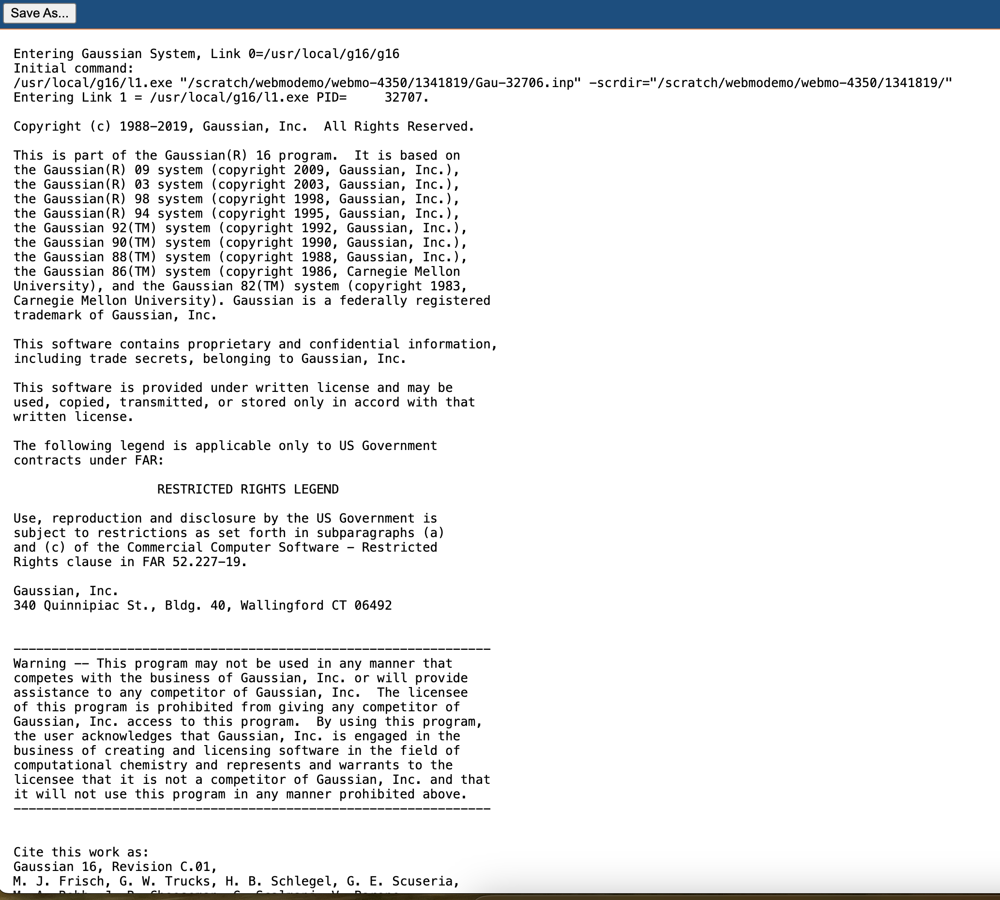 Save As...
Entering Gaussian System, Link 0=/usr/local/g16/g16
Initial command:
/usr/local/g16/l1.exe "/scratch/webmodemo/webmo-4350/1341819/Gau-32706.inp" -scrdir="/scratch/webmodemo/webmo-4350/1341819/"
Entering Link 1 = /usr/local/g16/l1.exe PID=     32707.
Copyright (c) 1988-2019, Gaussian, Inc.  All Rights Reserved.
This is part of the Gaussian(R) 16 program.  It is based on
the Gaussian(R) 09 system (copyright 2009, Gaussian, Inc.),
the Gaussian(R) 03 system (copyright 2003, Gaussian, Inc.),
the Gaussian(R) 98 system (copyright 1998, Gaussian, Inc.),
the Gaussian(R) 94 system (copyright 1995, Gaussian, Inc.),
the Gaussian 92(TM) system (copyright 1992, Gaussian, Inc.),
the Gaussian 90(TM) system (copyright 1990, Gaussian, Inc.),
the Gaussian 88(TM) system (copyright 1988, Gaussian, Inc.),
the Gaussian 86(TM) system (copyright 1986, Carnegie Mellon
University), and the Gaussian 82(TM) system (copyright 1983,
Carnegie Mellon University). Gaussian is a federally registered
trademark of Gaussian, Inc.
This software contains proprietary and confidential information,
including trade secrets, belonging to Gaussian, Inc.
This software is provided under written license and may be
used, copied, transmitted, or stored only in accord with that
written license.
The following legend is applicable only to US Government
contracts under FAR:
RESTRICTED RIGHTS LEGEND
Use, reproduction and disclosure by the US Government is
subject to restrictions as set forth in subparagraphs (a)
and (c) of the Commercial Computer Software - Restricted
Rights clause in FAR 52.227-19.
Gaussian, Inc.
340 Quinnipiac St., Bldg. 40, Wallingford CT 06492
---------------------------------------------------------------
Warning -- This program may not be used in any manner that
competes with the business of Gaussian, Inc. or will provide
assistance to any competitor of Gaussian, Inc.  The licensee
of this program is prohibited from giving any competitor of
Gaussian, Inc. access to this program.  By using this program,
the user acknowledges that Gaussian, Inc. is engaged in the
business of creating and licensing software in the field of
computational chemistry and represents and warrants to the
licensee that it is not a competitor of Gaussian, Inc. and that
it will not use this program in any manner prohibited above.
---------------------------------------------------------------
Cite this work as:
Gaussian 16, Revision C.01,
M. J. Frisch, G. W. Trucks, H. B. Schlegel, G. E. Scuseria,